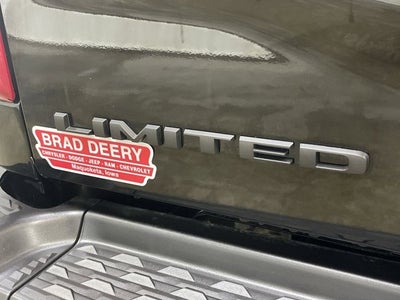 LIMITED
BRAD DEERY
CHRYSLER - DODGE - JEEP - RAM - CHEVROLET
Maquoketa, Iowa